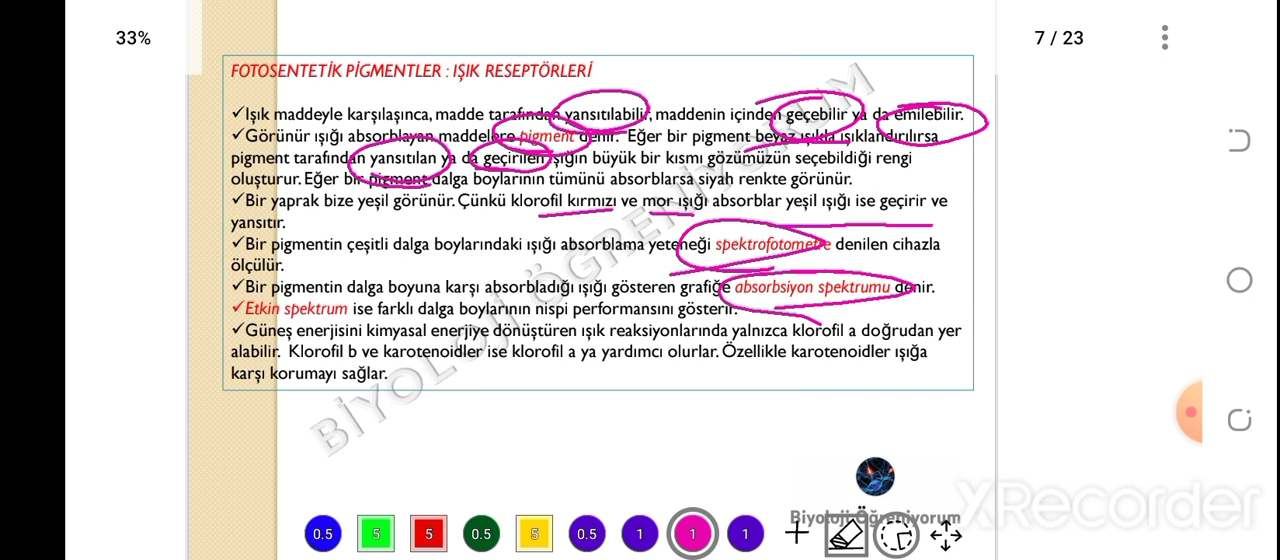 33%
7 / 23
FOTOSENTETİK PİGMENTLER : IŞIK RESEPTÖRLERİ
✓Işık maddeyle karşılaşınca, madde tarafından yansıtılabilir, maddenin içinden geçebilir ya da emilebilir.
✓Görünür ışığı absorblayan maddelere pigment denir. Eğer bir pigment beyaz ışıkla ışıklandırılırsa
pigment tarafından yansıtılan ya da geçirilen ışığın büyük bir kısmı gözümüzün seçebildiği rengi
oluşturur. Eğer bir pigment dalga boylarının tümünü absorblarsa siyah renkte görünür.
✓Bir yaprak bize yeşil görünür. Çünkü klorofil kırmızı ve mor ışığı absorblar yeşil ışığı ise geçirir ve
yansıtır.
✓Bir pigmentin çeşitli dalga boylarındaki ışığı absorblama yeteneği spektrofotometre denilen cihazla
ölçülür.
✓Bir pigmentin dalga boyuna karşı absorbladığı ışığı gösteren grafiğe absorbsiyon spektrumu denir.
✓Etkin spektrum ise farklı dalga boylarının nispi performansını gösterir.
✓Güneş enerjisini kimyasal enerjiye dönüştüren ışık reaksiyonlarında yalnızca klorofil a doğrudan yer
alabilir. Klorofil b ve karotenoidler ise klorofil a ya yardımcı olurlar. Özellikle karotenoidler ışığa
karşı korumayı sağlar.
BİYOLOJİ ÖĞRENİYORUM
Biyoloji Öğreniyorum
XRecorder
0.5 5 5 0.5 5 0.5 1 1 1